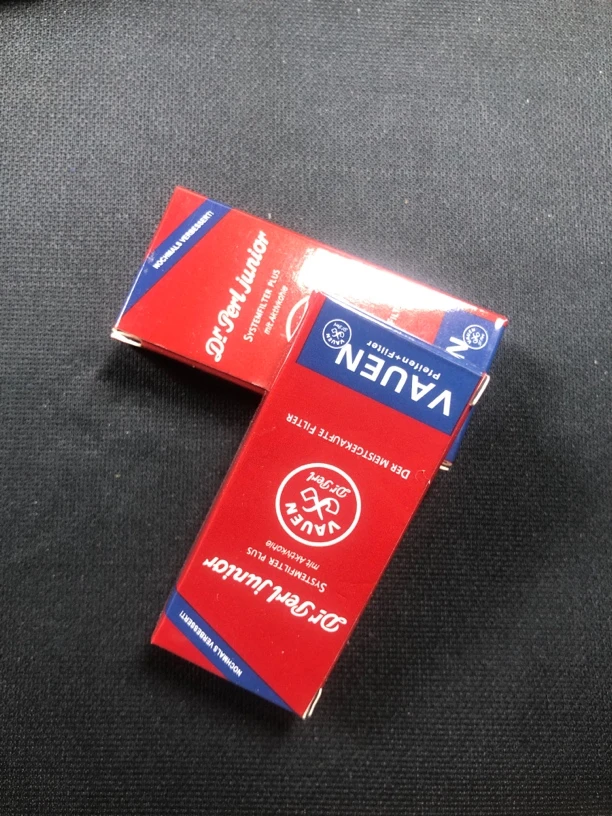 NOCHMALS VERBESSERT!
Dr. Perl Junior
SYSTEMFILTER PLUS
mit Aktivkohle
N
NOCHMALS VERBESSERT!
Dr. Perl Junior
SYSTEMFILTER PLUS
mit Aktivkohle
VAUEN
Dr. Perl
DER MEISTGEKAUFTE FILTER
VAUEN
Pfeifen+Filter
VAUEN